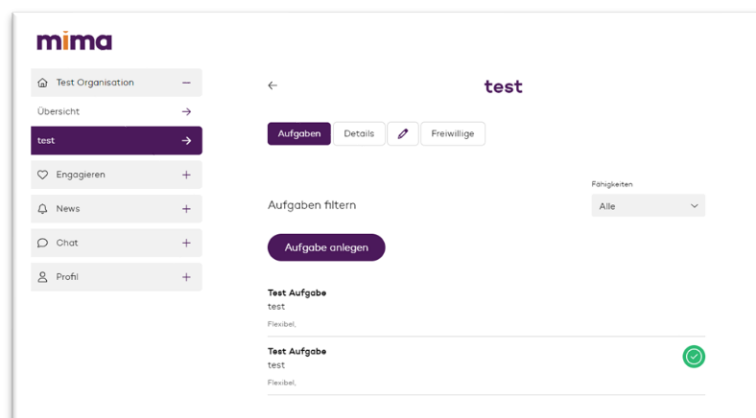 mima
Test Organisation
Übersicht
test
Engagieren
News
Chat
Profil
test
Aufgaben Details Freiwillige
Fähigkeiten
Aufgaben filtern
Alle
Aufgabe anlegen
Test Aufgabe
test
Flexibel,
Test Aufgabe
test
Flexibel,